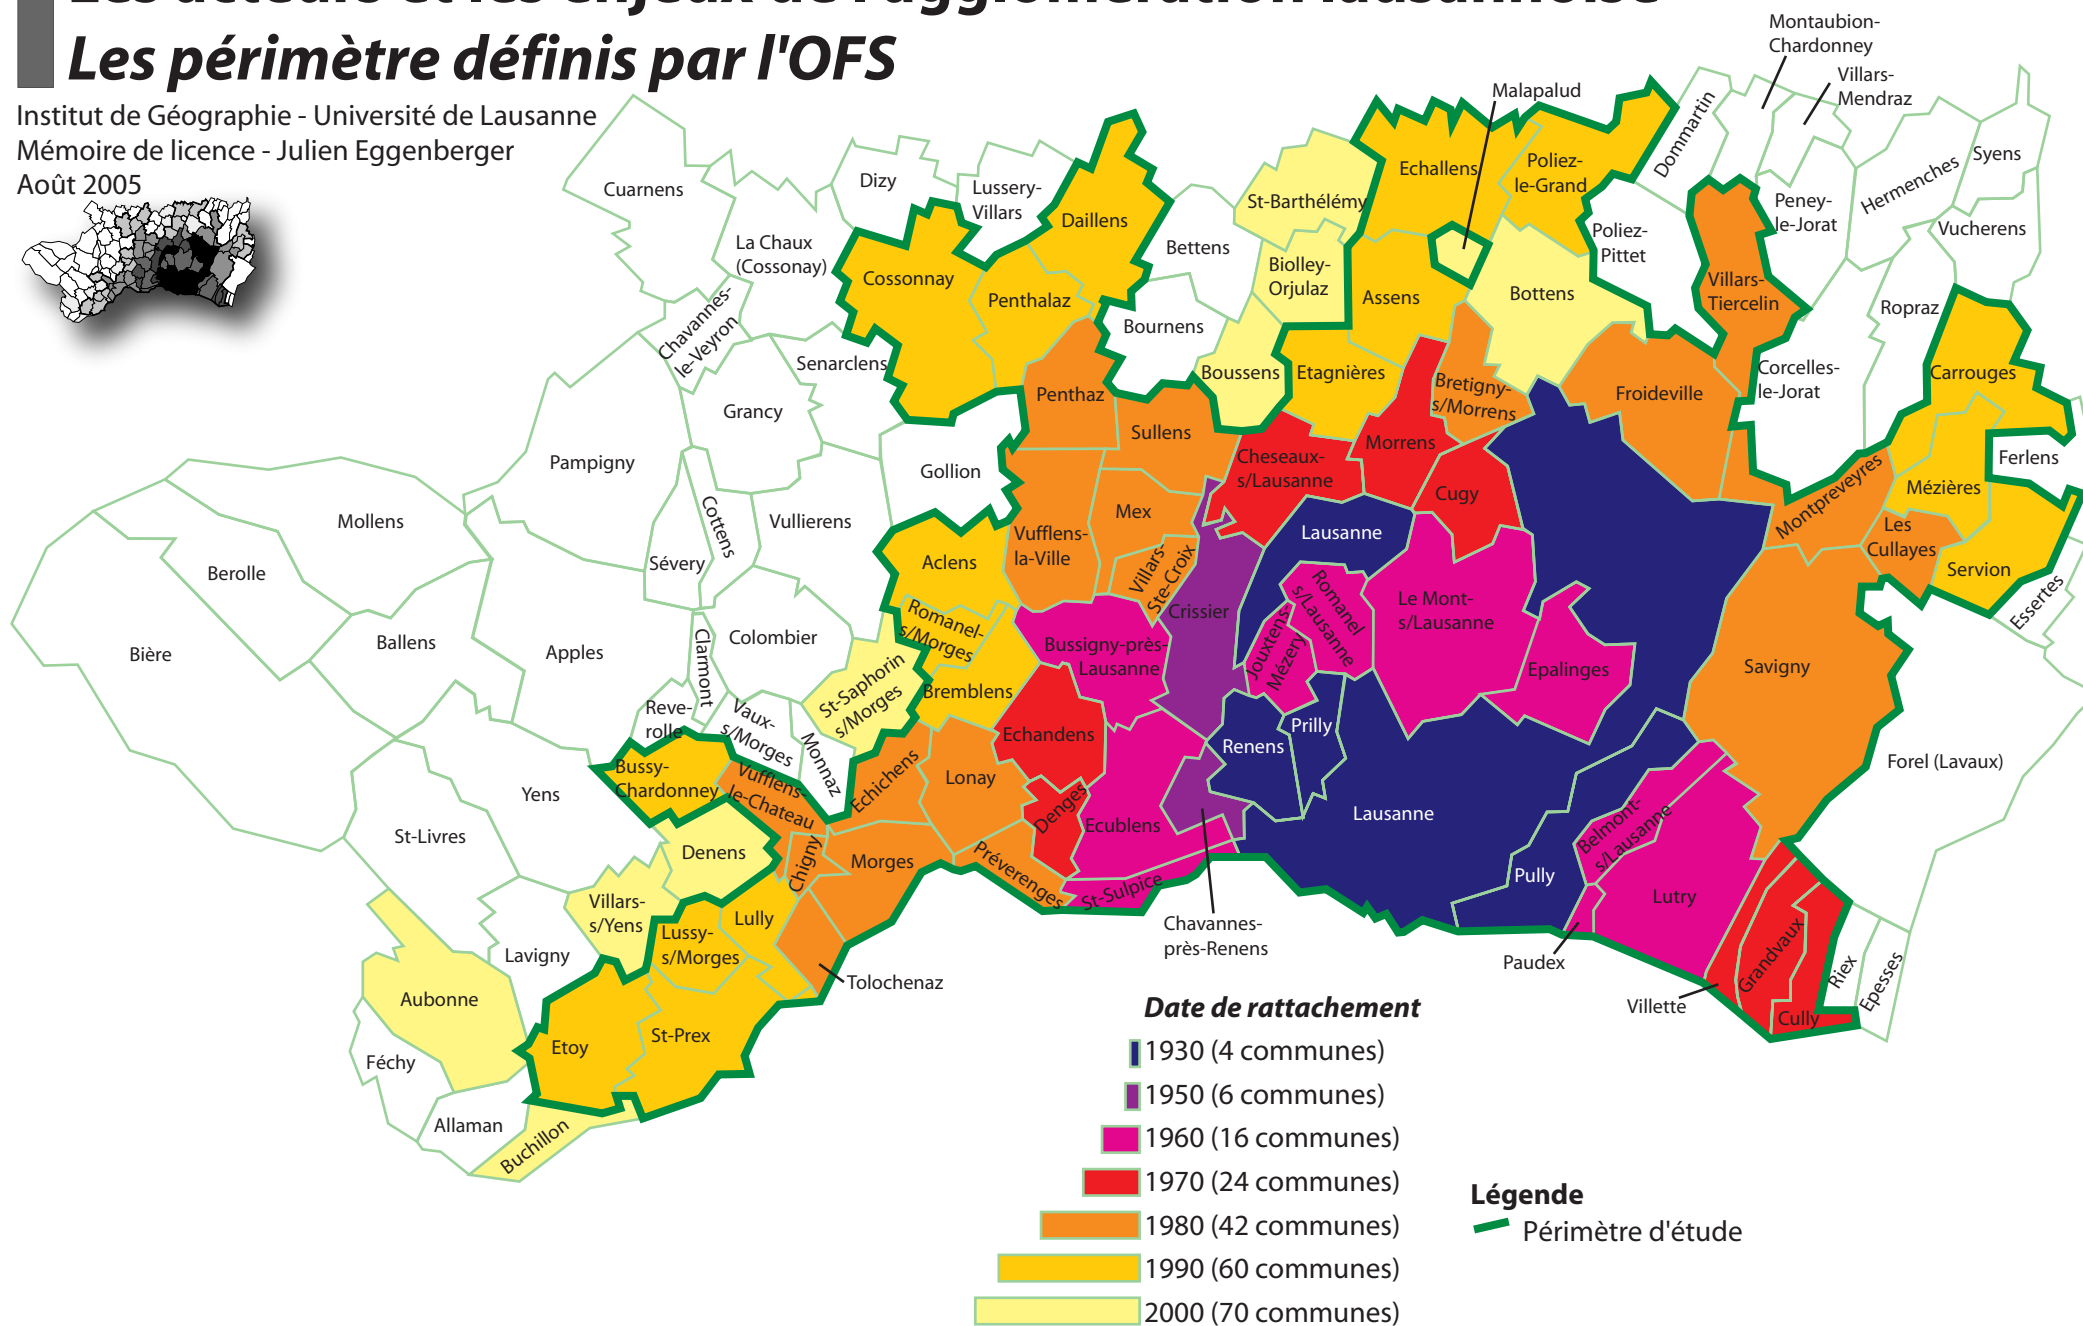 Les acteurs et les enjeux de l'agglomération lausannoise
Les périmètre définis par l'OFS
Institut de Géographie - Université de Lausanne
Mémoire de licence - Julien Eggenberger
Août 2005
Montaubion-
Chardonney
Villars-
Mendraz
Malapalud
Dommartin
Cuarnens
Dizy
Lussery-
Villars
Daillens
St-Barthélémy
Echallens
Poliez-
le-Grand
Peney-
le-Jorat
Hermenches
Syens
Vucherens
La Chaux
(Cossonay)
Cossonnay
Penthalaz
Bettens
Biolley-
Orjulaz
Assens
Bottens
Poliez-
Pittet
Villars-
Tiercelin
Ropraz
Chavannes-
le-Veyron
Senarclens
Bournens
Boussens
Etagnières
Bretigny-
s/Morrens
Froideville
Corcelles-
le-Jorat
Carrouges
Grancy
Penthaz
Sullens
Cheseaux-
s/Lausanne
Morrens
Cugy
Montpreveyres
Mézières
Ferlens
Pampigny
Gollion
Mollens
Cottens
Vullierens
Vufflens-
la-Ville
Mex
Villars-
Ste-Croix
Lausanne
Les
Cullayes
Servion
Essertes
Berolle
Sévery
Aclens
Romanel-
s/Morges
Crissier
Jouxtens-
Mézery
Romanel
s/Lausanne
Le Mont-
s/Lausanne
Epalinges
Savigny
Bière
Ballens
Apples
Clarmont
Colombier
St-Saphorin
s/Morges
Bremblens
Bussigny-près-
Lausanne
Reve-
rolle
Vaux-
s/Morges
Monnaz
Echichens
Echandens
Renens
Prilly
Forel (Lavaux)
Yens
Bussy-
Chardonney
Vufflens-
le-Chateau
Lonay
Denges
Ecublens
Lausanne
Belmont-
s/Lausanne
St-Livres
Denens
Chigny
Morges
Préverenges
St-Sulpice
Pully
Lutry
Villars-
s/Yens
Lully
Lussy-
s/Morges
Chavannes-
près-Renens
Paudex
Grandvaux
Riex
Epesses
Lavigny
Tolochenaz
Villette
Cully
Aubonne
Etoy
St-Prex
Féchy
Allaman
Buchillon
Date de rattachement
1930 (4 communes)
1950 (6 communes)
1960 (16 communes)
1970 (24 communes)
1980 (42 communes)
1990 (60 communes)
2000 (70 communes)
Légende
Périmètre d'étude